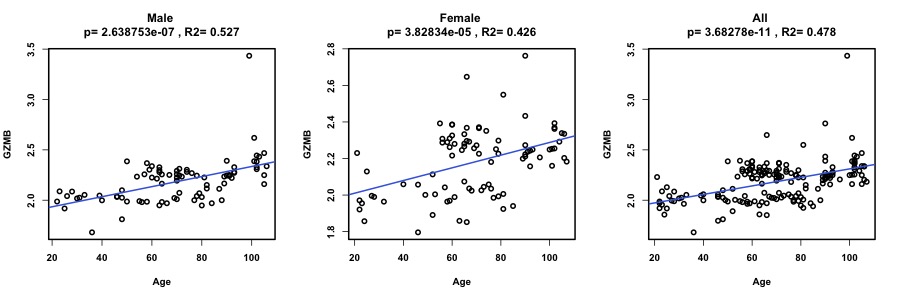 Male
p= 2.638753e-07 , R2= 0.527
GZMB
3.5
3.0
2.5
2.0
20 40 60 80 100
Age
Female
p= 3.82834e-05 , R2= 0.426
GZMB
2.8
2.6
2.4
2.2
2.0
1.8
20 40 60 80 100
Age
All
p= 3.68278e-11 , R2= 0.478
GZMB
3.5
3.0
2.5
2.0
20 40 60 80 100
Age